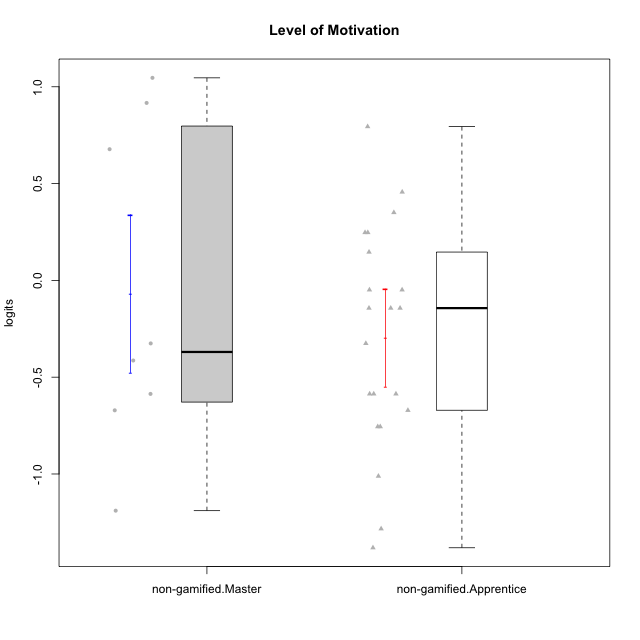 Level of Motivation
logits
1.0
0.5
0.0
-0.5
-1.0
non-gamified.Master
non-gamified.Apprentice